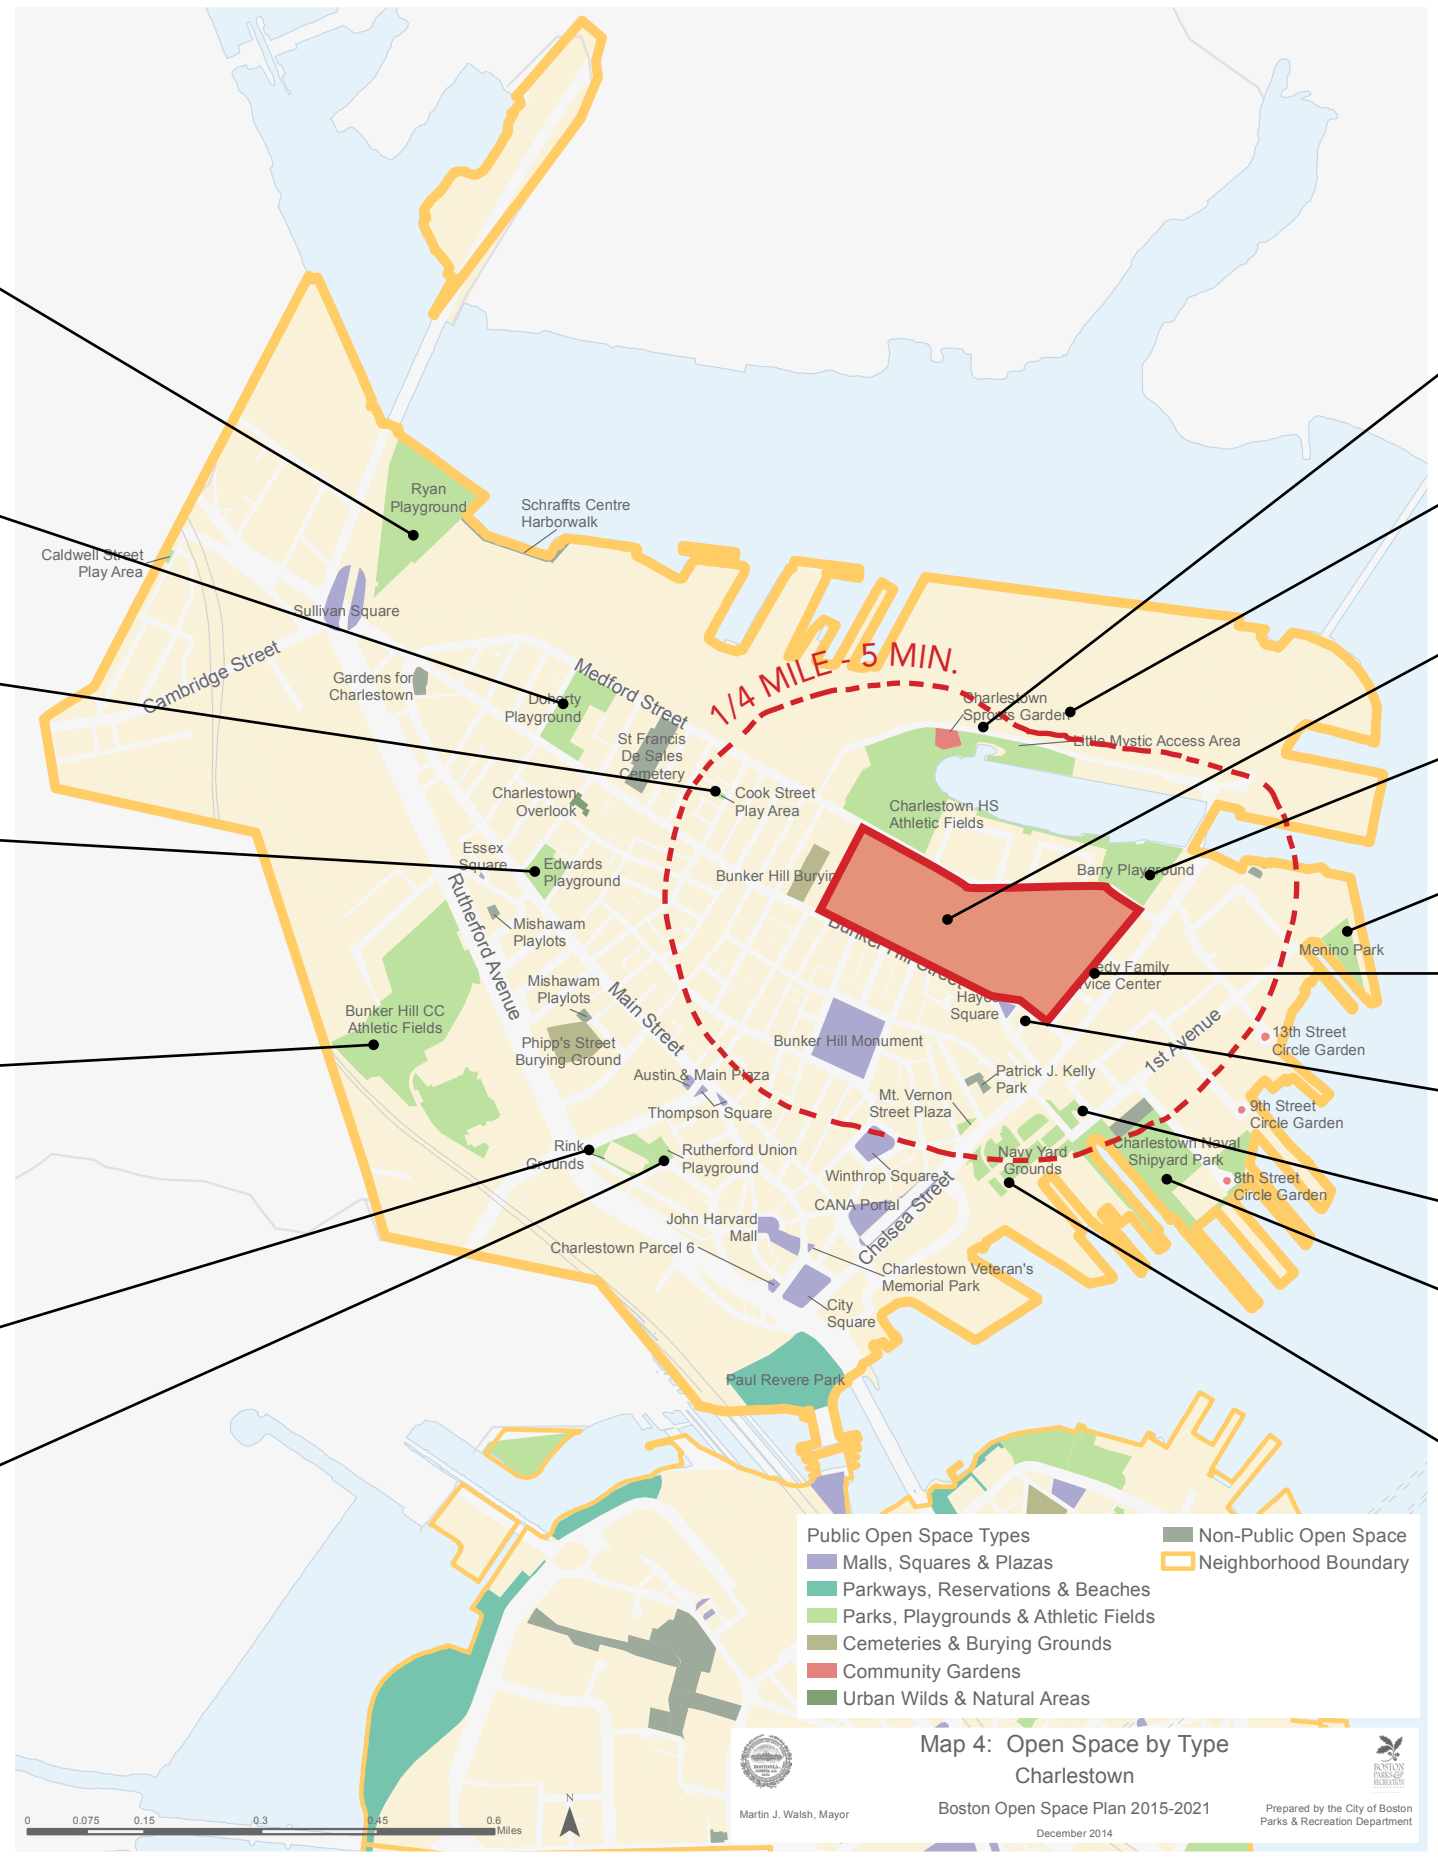 Ryan
Playground
Schraffts Centre
Harborwalk
Caldwell Street
Play Area
Sullivan Square
Cambridge Street
Gardens for
Charlestown
Medford Street
Doherty
Playground
St Francis
De Sales
Cemetery
1/4 MILE - 5 MIN.
Charlestown
Sprouts Garden
Little Mystic Access Area
Charlestown
Overlook
Cook Street
Play Area
Charlestown HS
Athletic Fields
Essex
Square
Edwards
Playground
Bunker Hill Buryin
Barry Playground
Rutherford Avenue
Mishawam
Playlots
Bunker Hill Street
Menino Park
edy Family
vice Center
Hayes
Square
Mishawam
Playlots
Main Street
Bunker Hill CC
Athletic Fields
Phipp's Street
Burying Ground
Bunker Hill Monument
1st Avenue
13th Street
Circle Garden
Austin & Main Plaza
Patrick J. Kelly
Park
Thompson Square
Mt. Vernon
Street Plaza
9th Street
Circle Garden
Rink
Grounds
Rutherford Union
Playground
Navy Yard
Grounds
Charlestown Naval
Shipyard Park
Winthrop Square
8th Street
Circle Garden
CANA Portal
Chelsea Street
John Harvard
Mall
Charlestown Parcel 6
Charlestown Veteran's
Memorial Park
City
Square
Paul Revere Park
Public Open Space Types
Malls, Squares & Plazas
Parkways, Reservations & Beaches
Parks, Playgrounds & Athletic Fields
Cemeteries & Burying Grounds
Community Gardens
Urban Wilds & Natural Areas
Non-Public Open Space
Neighborhood Boundary
Map 4: Open Space by Type
Charlestown
Boston Open Space Plan 2015-2021
December 2014
Martin J. Walsh, Mayor
BOSTONIA
BOSTON
PARKS &
RECREATION
Prepared by the City of Boston
Parks & Recreation Department
N
0 0.075 0.15 0.3 0.45 0.6
Miles